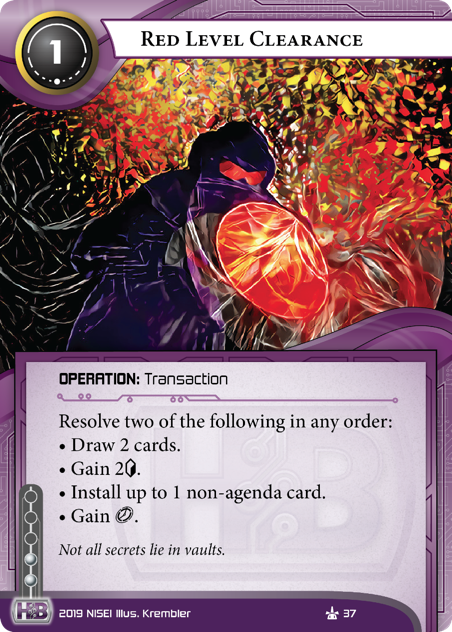 1
RED LEVEL CLEARANCE
OPERATION: Transaction
Resolve two of the following in any order:
• Draw 2 cards.
• Gain 2.
• Install up to 1 non-agenda card.
• Gain .
Not all secrets lie in vaults.
HB
2019 NISEI Illus. Krembler
37